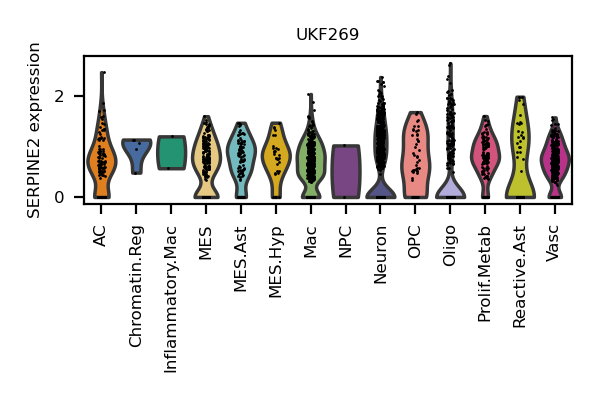 UKF269
SERPINE2 expression
2
0
AC
Chromatin.Reg
Inflammatory.Mac
MES
MES.Ast
MES.Hyp
Mac
NPC
Neuron
OPC
Oligo
Prolif.Metab
Reactive.Ast
Vasc